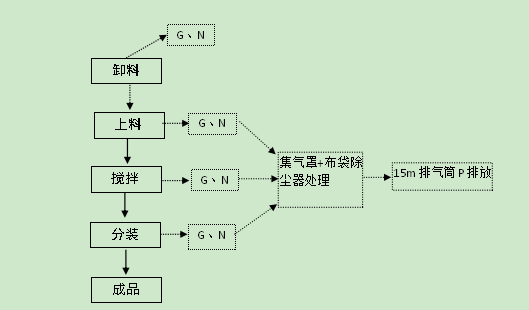 G、N
卸料
上料
G、N
集气罩+布袋除
尘器处理
15m 排气筒 P 排放
搅拌
G、N
分装
G、N
成品